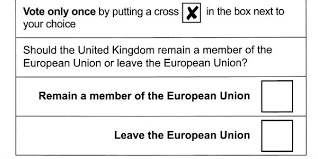 Vote only once by putting a cross X in the box next to
your choice
Should the United Kingdom remain a member of the
European Union or leave the European Union?
Remain a member of the European Union
Leave the European Union